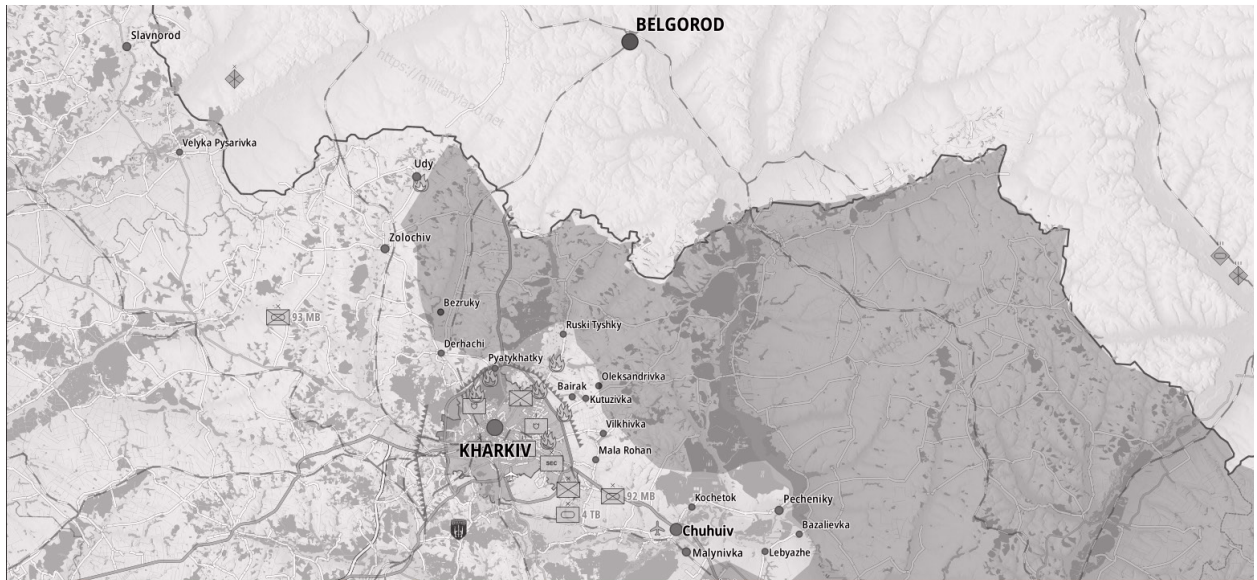 BELGOROD
Slavnorod
Velyka Pysarivka
Udy
Zolochiv
Bezruky
93 MB
Ruski Tyshky
Derhachi
Pyatykhatky
Oleksandrivka
Bairak
Kutuzivka
Vilkhivka
KHARKIV
Mala Rohan
SEC
92 MB
Kochetok
Pecheniky
4 TB
Chuhuiv
Bazalievka
Malynivka
Lebyazhe